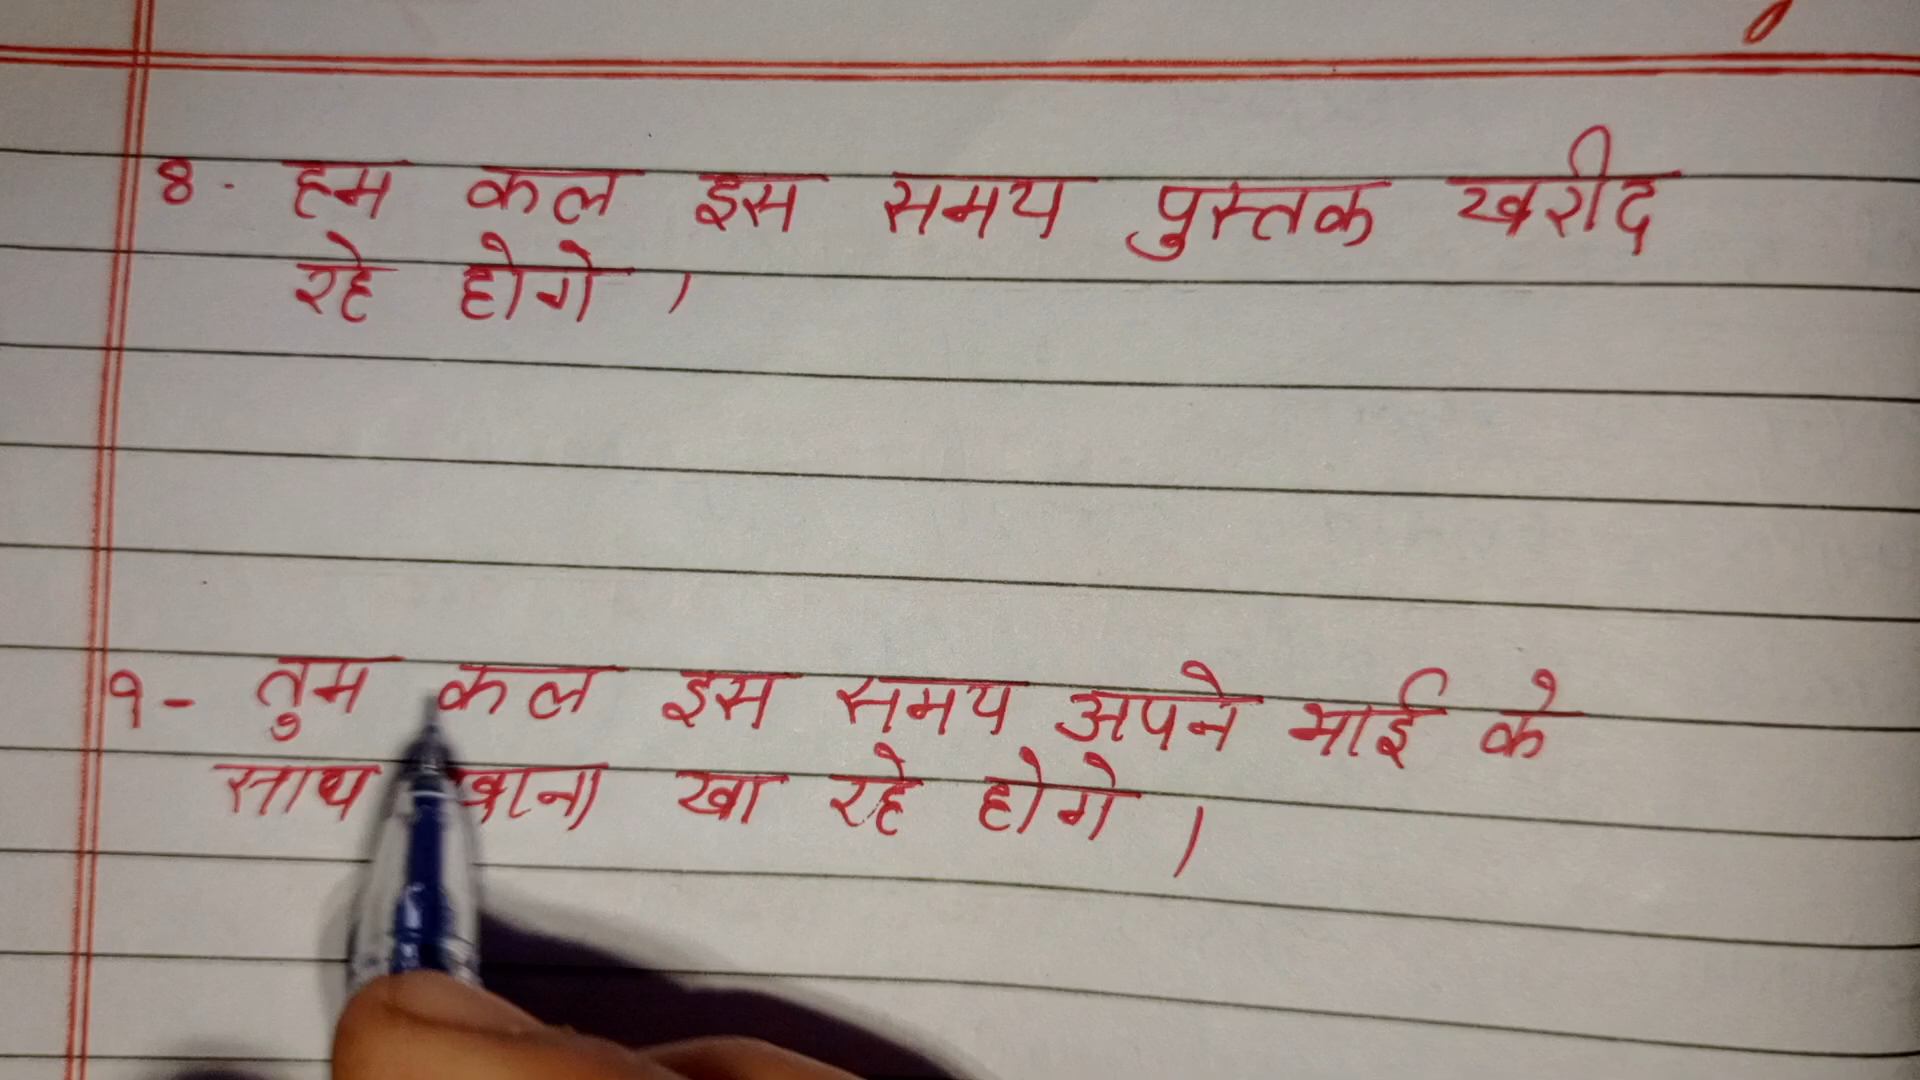 8. हम कल इस समय पुस्तक खरीद
रहे होगे ।
9- तुम कल इस समय अपने भाई के
साथ खाना खा रहे होगे ।